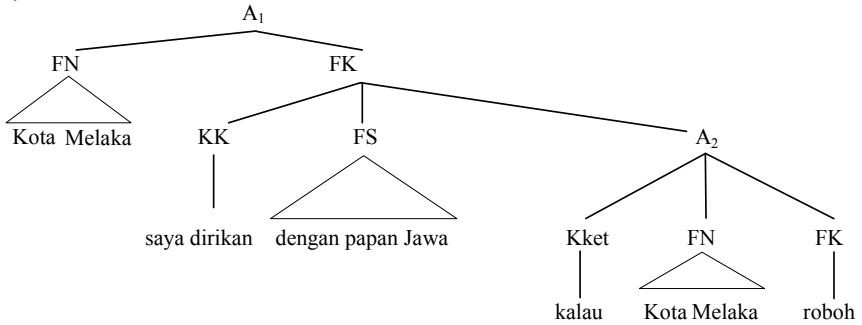 A₁
FN FK
Kota Melaka KK FS A₂
saya dirikan dengan papan Jawa Kket FN FK
kalau Kota Melaka roboh